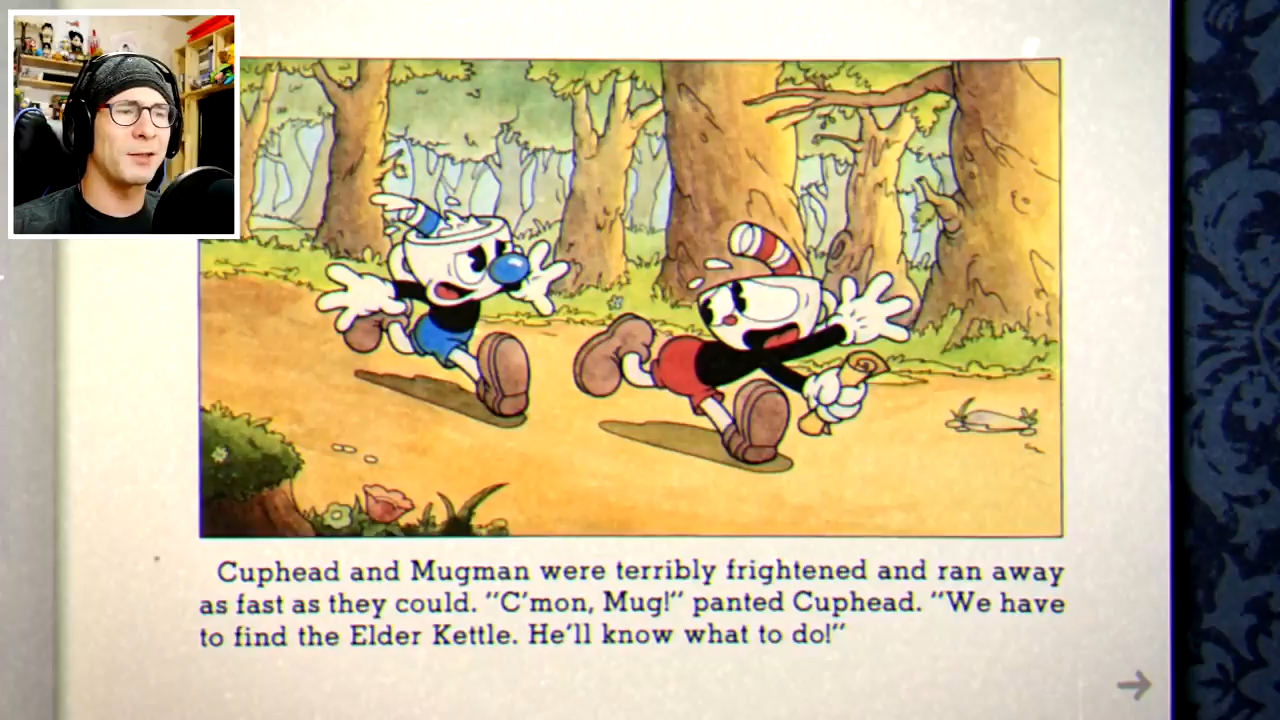 Cuphead and Mugman were terribly frightened and ran away
as fast as they could. "C'mon, Mug!" panted Cuphead. "We have
to find the Elder Kettle. He'll know what to do!"